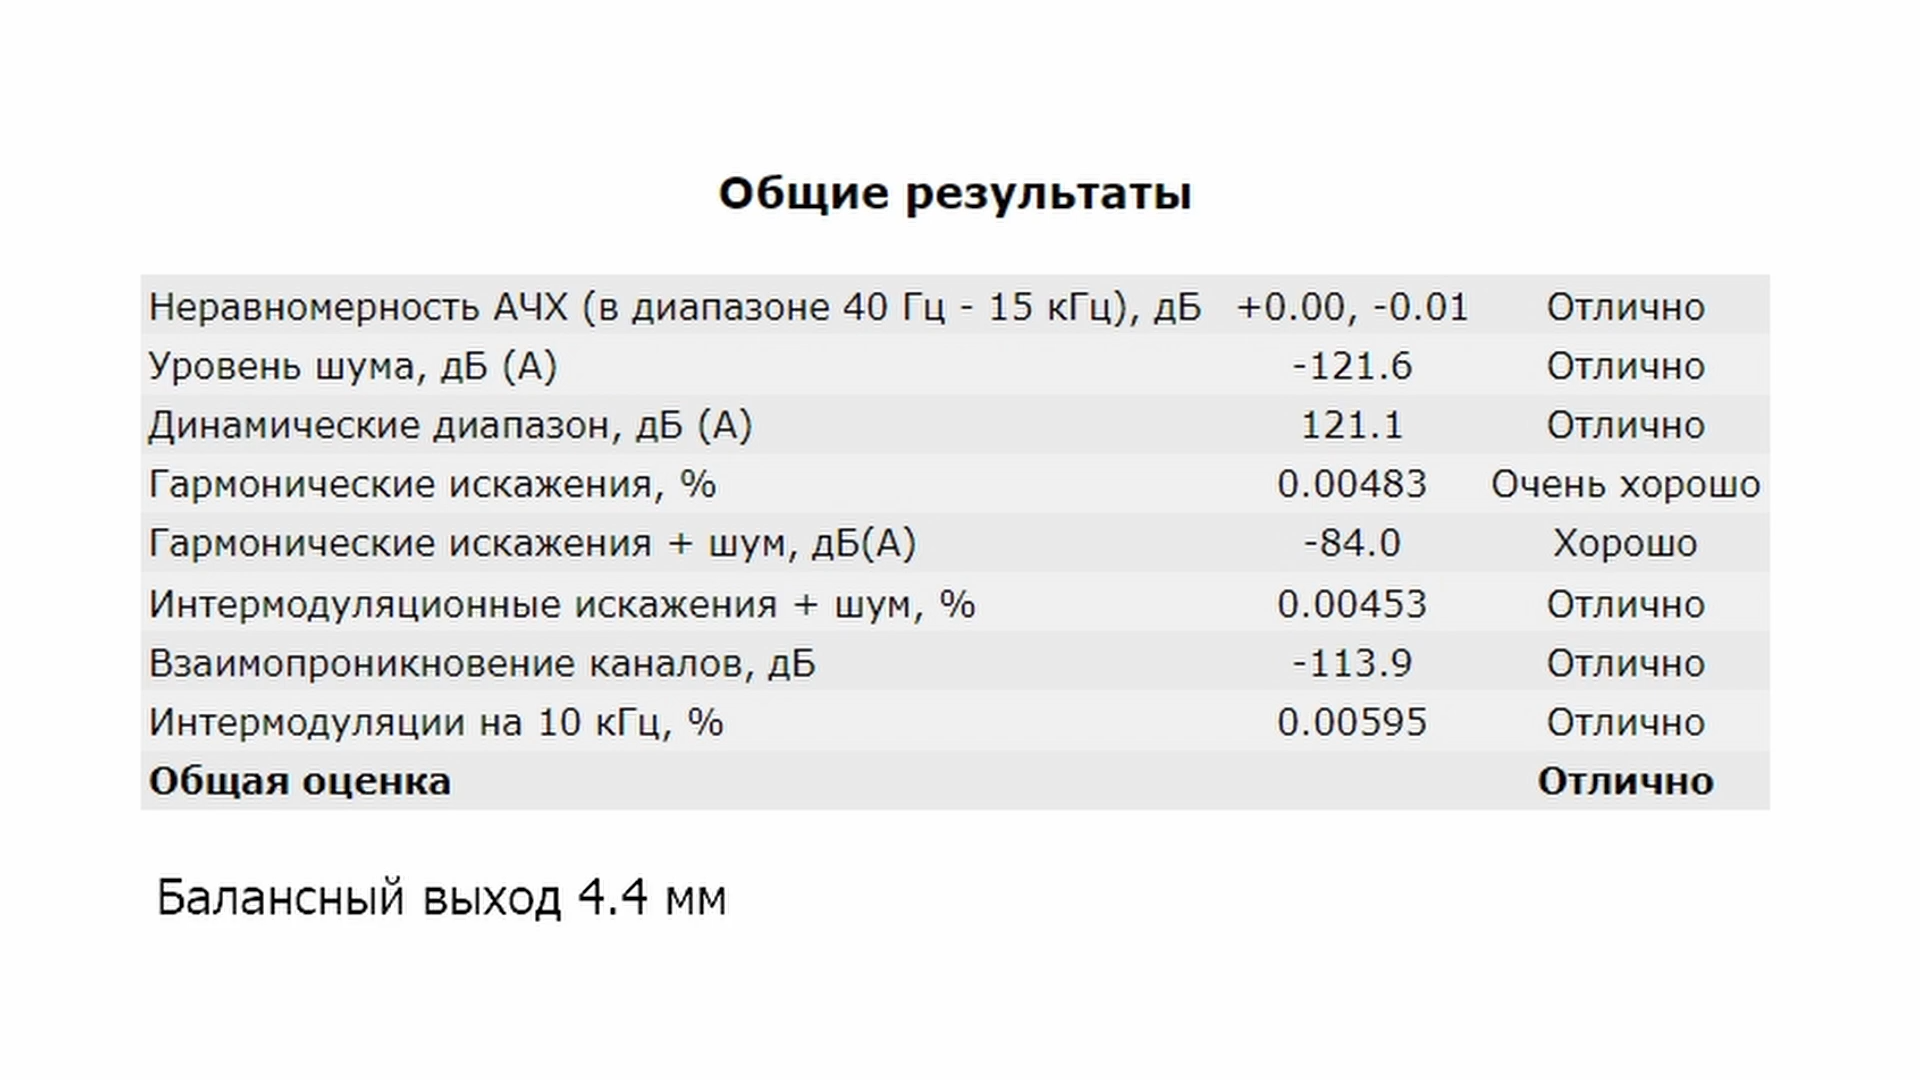 Общие результаты
Неравномерность АЧХ (в диапазоне 40 Гц - 15 кГц), дБ +0.00, -0.01 Отлично
Уровень шума, дБ (А) -121.6 Отлично
Динамический диапазон, дБ (А) 121.1 Отлично
Гармонические искажения, % 0.00483 Очень хорошо
Гармонические искажения + шум, дБ(А) -84.0 Хорошо
Интермодуляционные искажения + шум, % 0.00453 Отлично
Взаимопроникновение каналов, дБ -113.9 Отлично
Интермодуляции на 10 кГц, % 0.00595 Отлично
Общая оценка Отлично
Балансный выход 4.4 мм